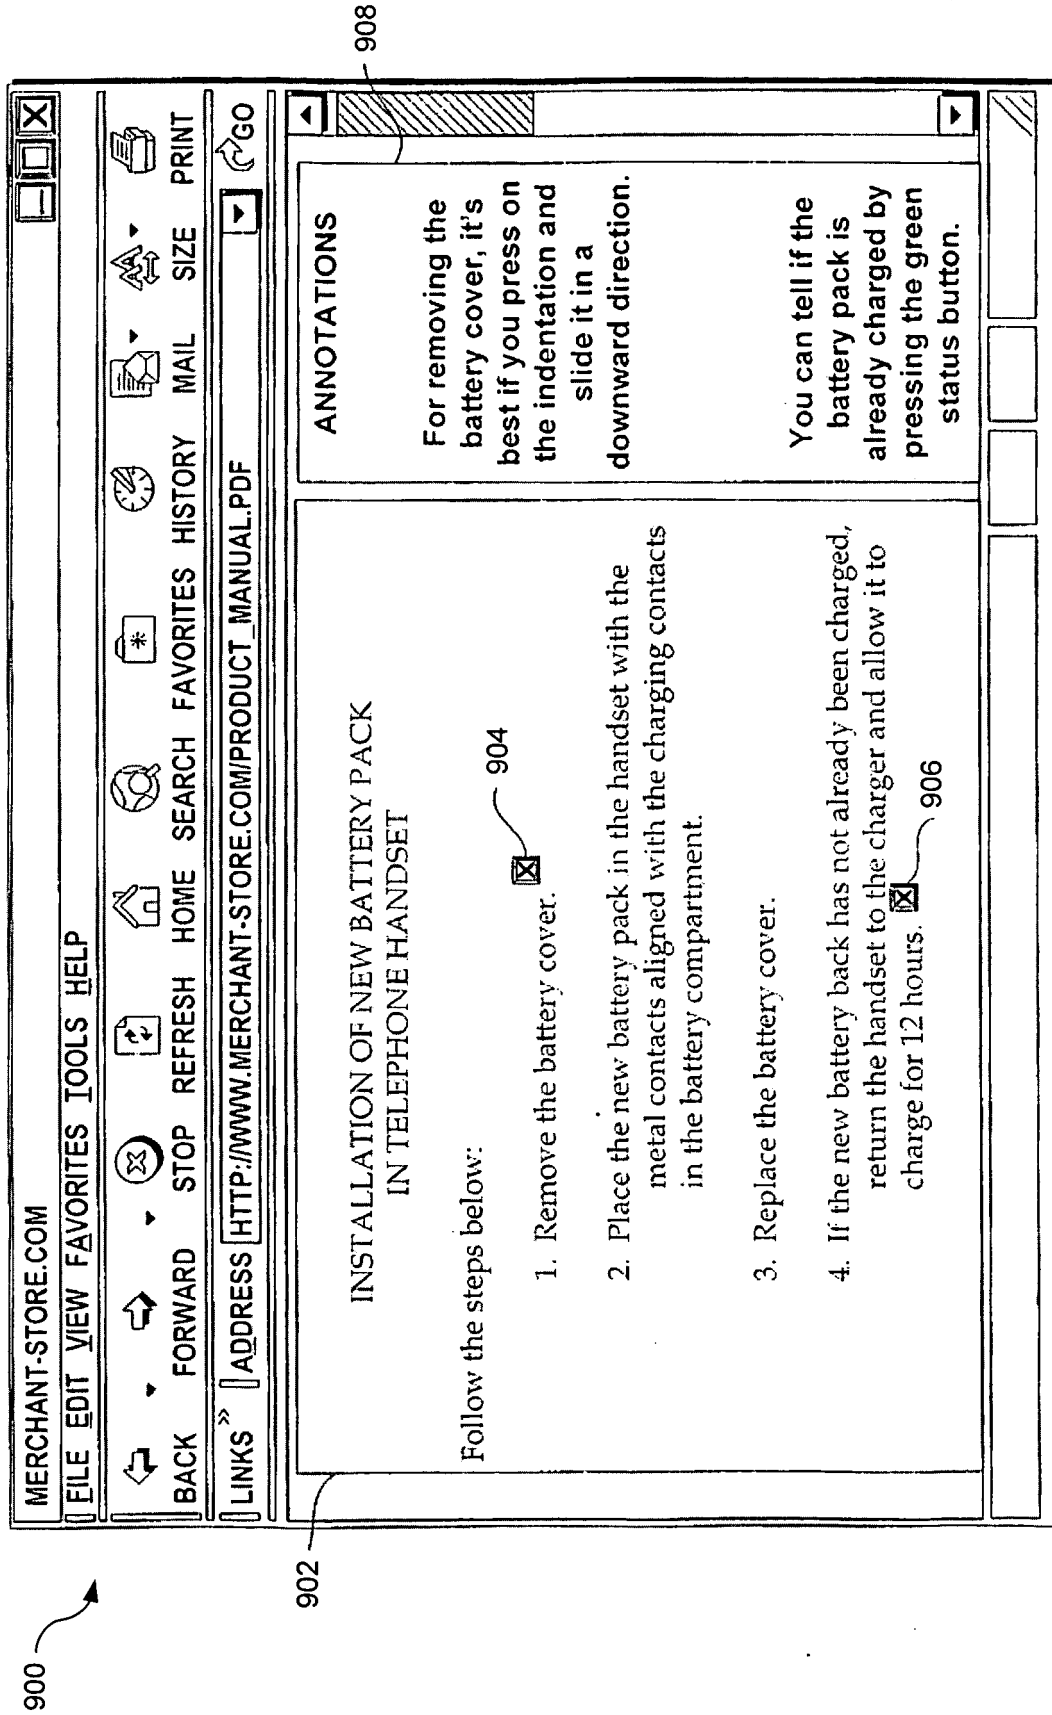 900
MERCHANT-STORE.COM
FILE EDIT VIEW FAVORITES TOOLS HELP
BACK FORWARD STOP REFRESH HOME SEARCH FAVORITES HISTORY MAIL SIZE PRINT
LINKS » ADDRESS HTTP://WWW.MERCHANT-STORE.COM/PRODUCT_MANUAL.PDF GO
902
908
INSTALLATION OF NEW BATTERY PACK
IN TELEPHONE HANDSET
Follow the steps below:
1. Remove the battery cover.
904
2. Place the new battery pack in the handset with the
metal contacts aligned with the charging contacts
in the battery compartment.
3. Replace the battery cover.
4. If the new battery back has not already been charged,
return the handset to the charger and allow it to
charge for 12 hours.
906
ANNOTATIONS
For removing the
battery cover, it's
best if you press on
the indentation and
slide it in a
downward direction.
You can tell if the
battery pack is
already charged by
pressing the green
status button.